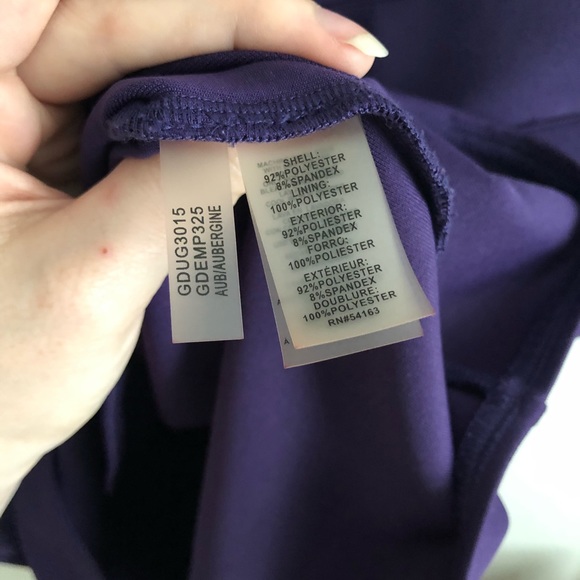 GDUG3015
GDEMP325
AUB/AUBERGINE
SHELL:
92%POLYESTER
8%SPANDEX
LINING:
100%POLYESTER
EXTERIOR:
92%POLIESTER
8%SPANDEX
FORRO:
100%POLIESTER
EXTÉRIEUR:
92%POLYESTER
8%SPANDEX
DOUBLURE:
100%POLYESTER
RN#54163